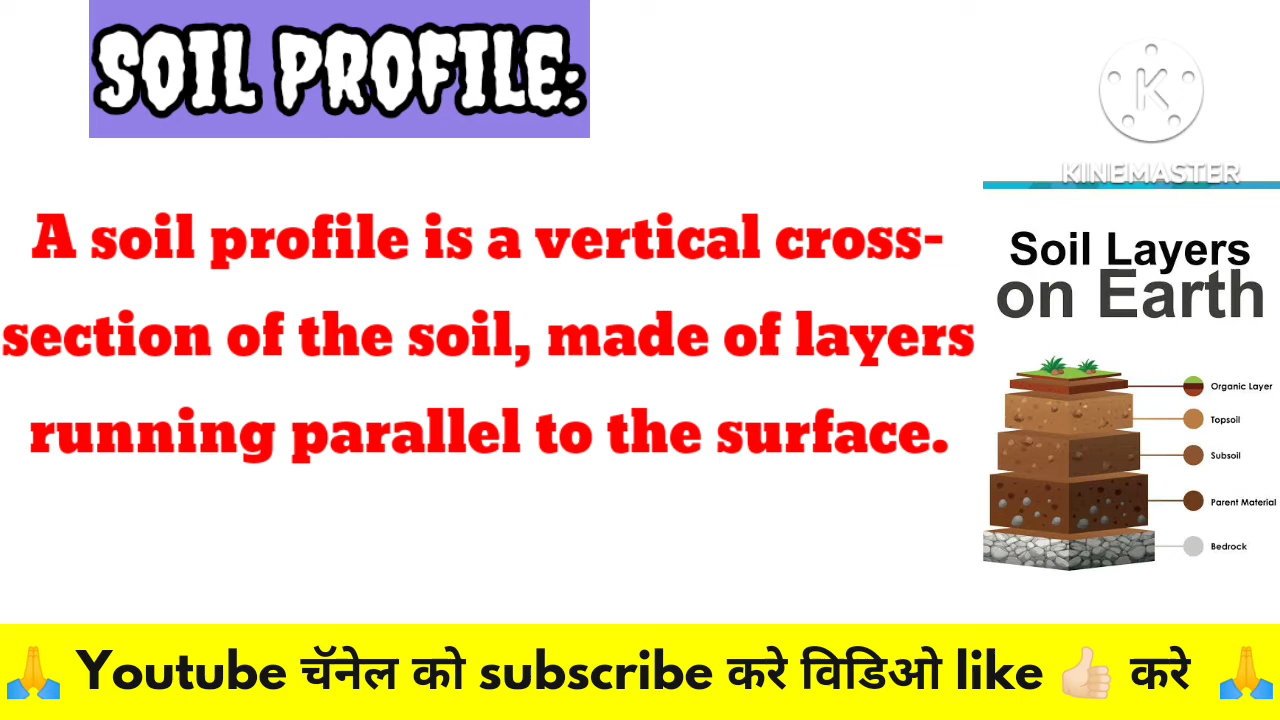 SOIL PROFILE:
K
KINEMASTER
A soil profile is a vertical cross-
section of the soil, made of layers
running parallel to the surface.
Soil Layers
on Earth
Organic Layer
Topsoil
Subsoil
Parent Material
Bedrock
🙏 Youtube चॅनेल को subscribe करे विडिओ like 👍🏻 करे 🙏